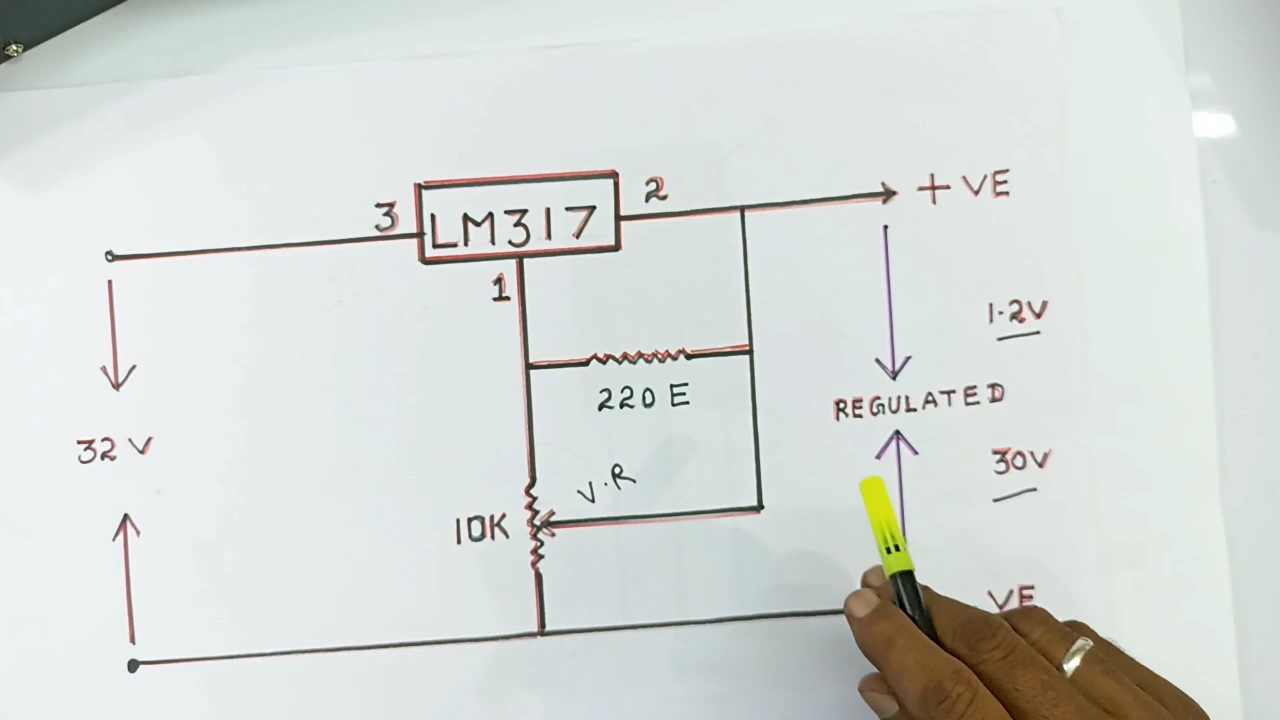 3
LM317
2
+ VE
1
1.2V
220 E
REGULATED
32 V
30V
V.R
10K
VE